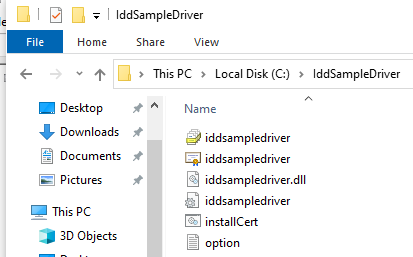 IddSampleDriver
File
Home
Share
View
This PC
Local Disk (C:)
IddSampleDriver
Desktop
Downloads
Documents
Pictures
This PC
3D Objects
Desktop
Name
iddsampledriver
iddsampledriver
iddsampledriver.dll
iddsampledriver
installCert
option